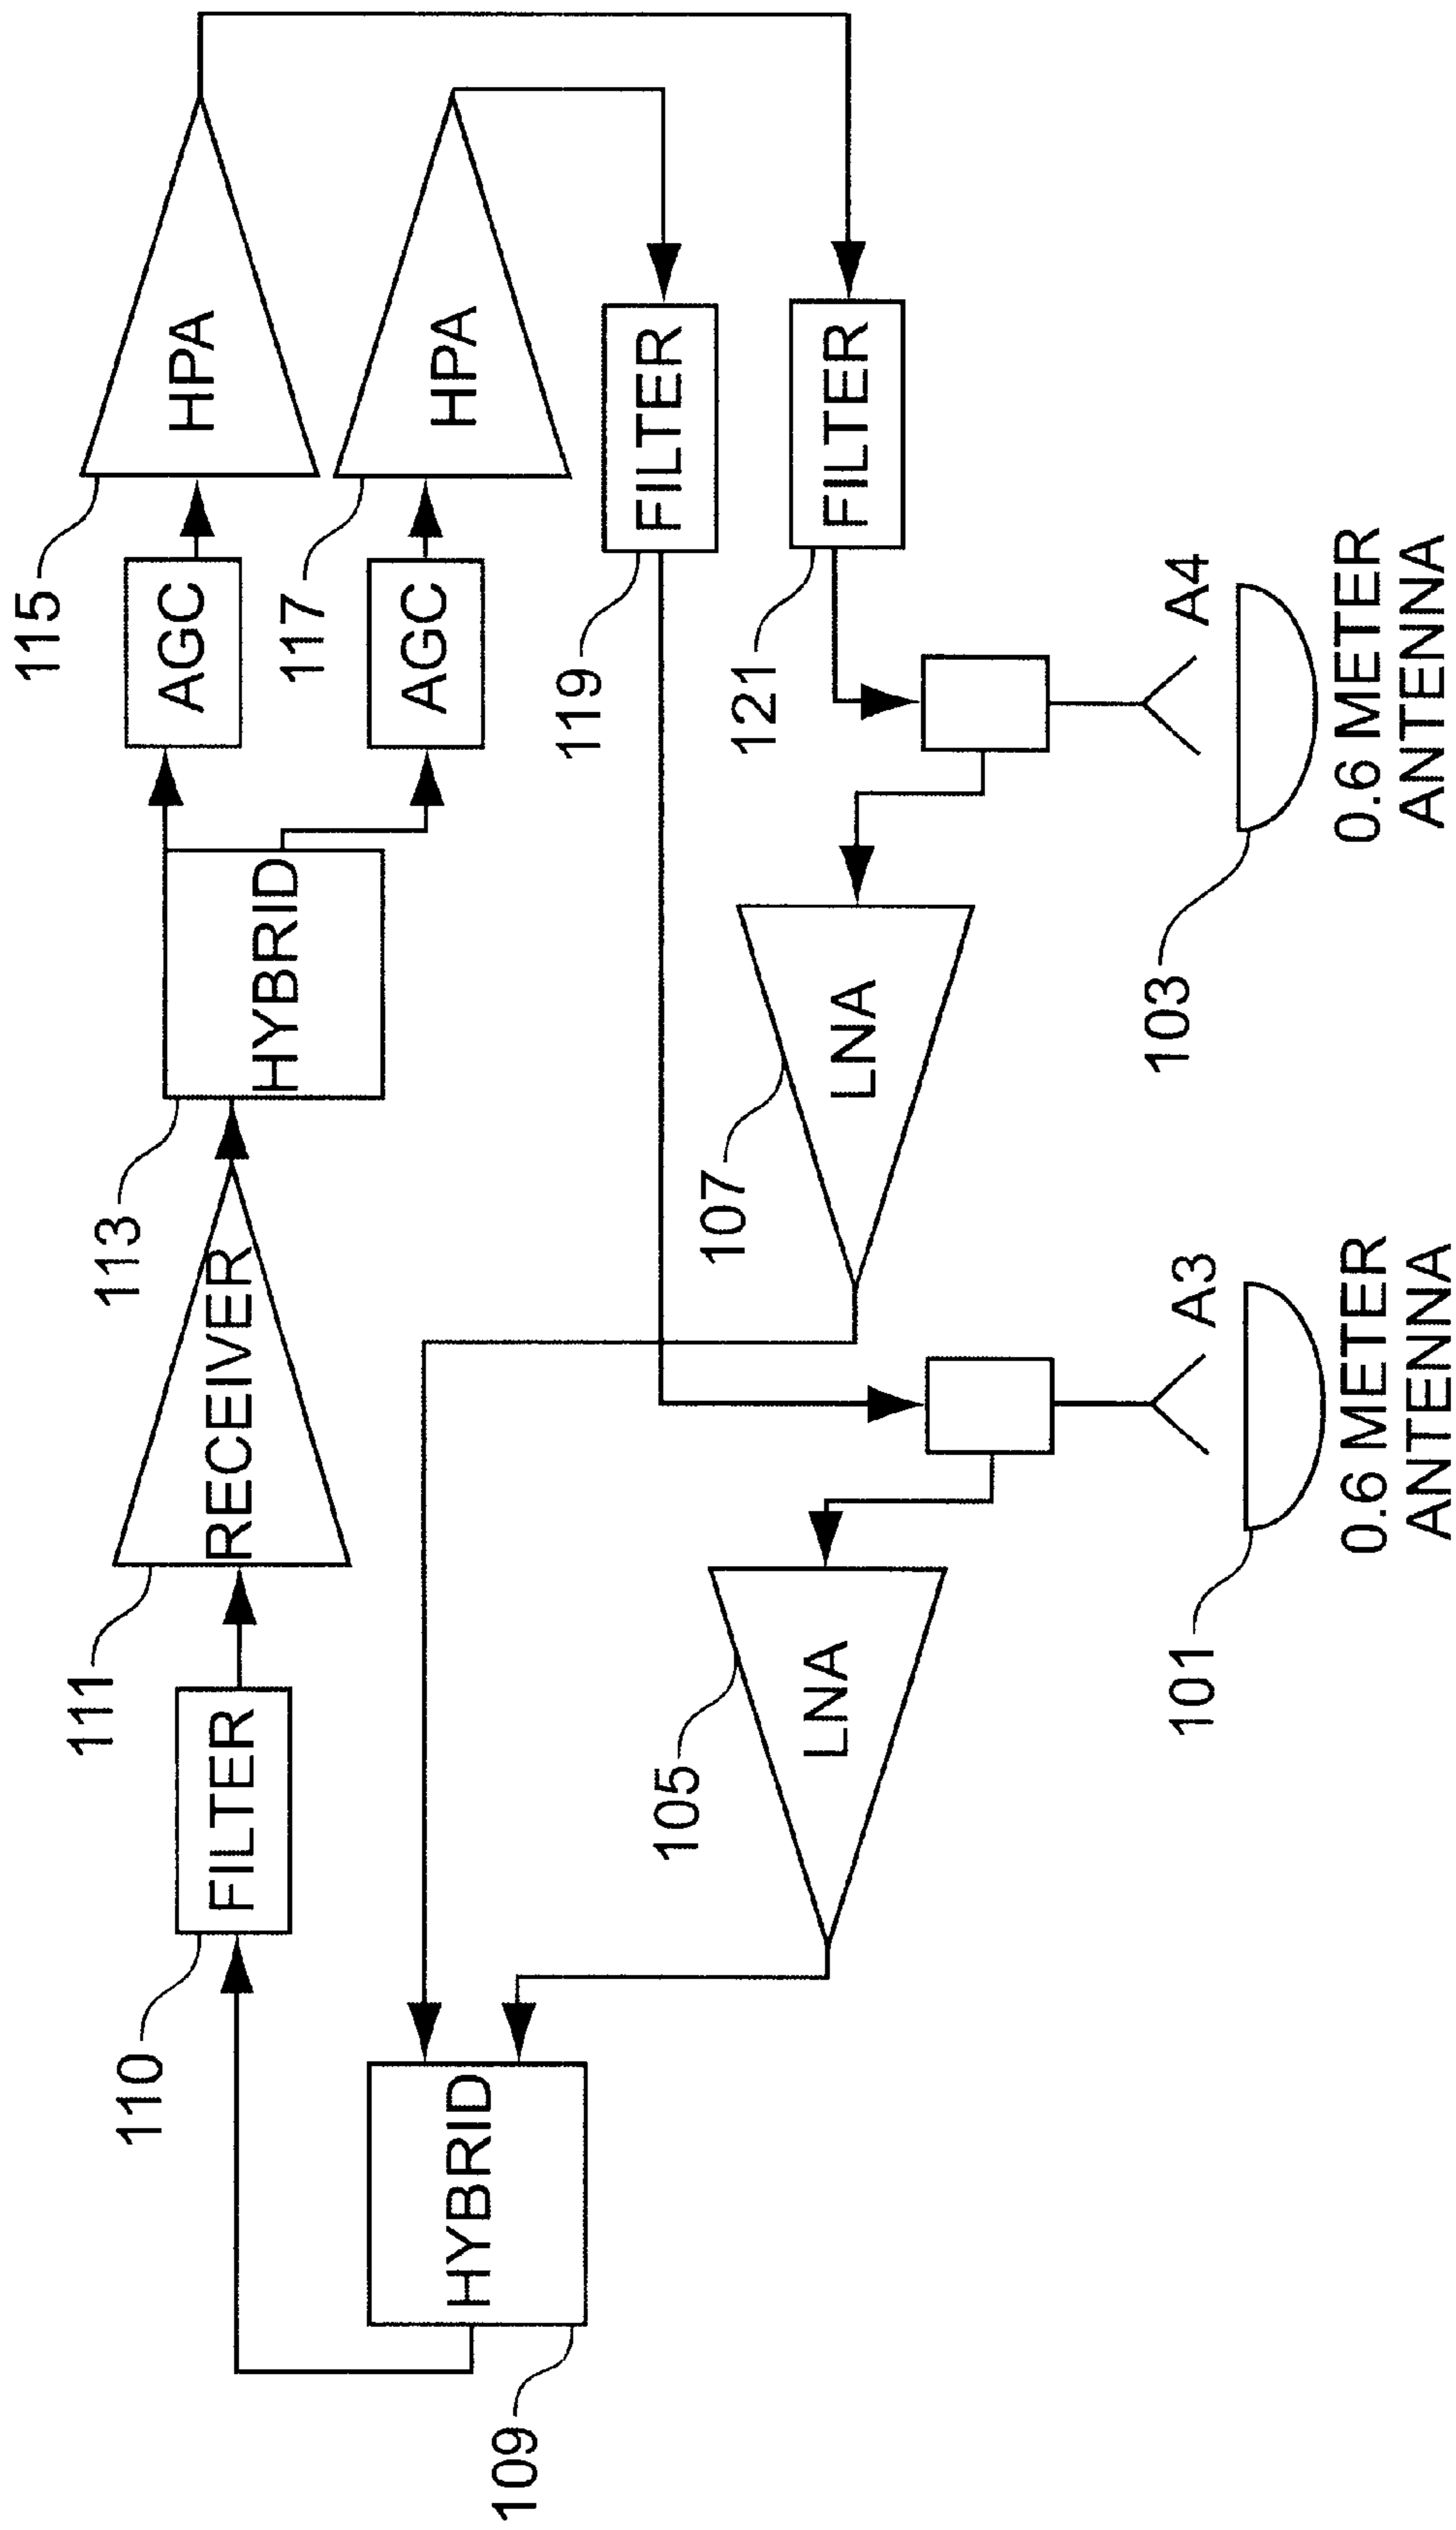 115
HPA
AGC
117
HPA
AGC
113
HYBRID
111
RECEIVER
110
FILTER
109
HYBRID
119
FILTER
121
FILTER
107
LNA
105
LNA
A4
103
0.6 METER
ANTENNA
A3
101
0.6 METER
ANTENNA